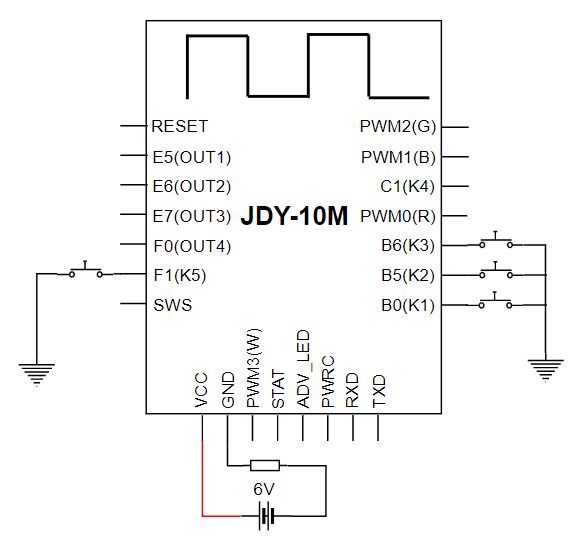 RESET
E5(OUT1)
E6(OUT2)
E7(OUT3)
F0(OUT4)
F1(K5)
SWS
JDY-10M
PWM2(G)
PWM1(B)
C1(K4)
PWM0(R)
B6(K3)
B5(K2)
B0(K1)
VCC
GND
PWM3(W)
STAT
ADV_LED
PWRC
RXD
TXD
6V